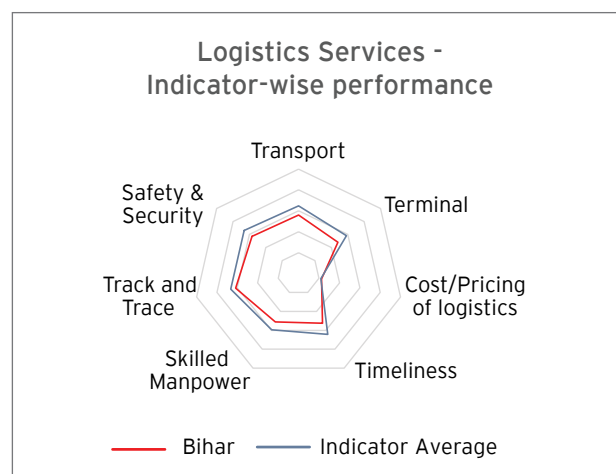 Logistics Services -
Indicator-wise performance
Transport
Safety &
Security
Terminal
Track and
Trace
Cost/Pricing
of logistics
Skilled
Manpower
Timeliness
Bihar
Indicator Average